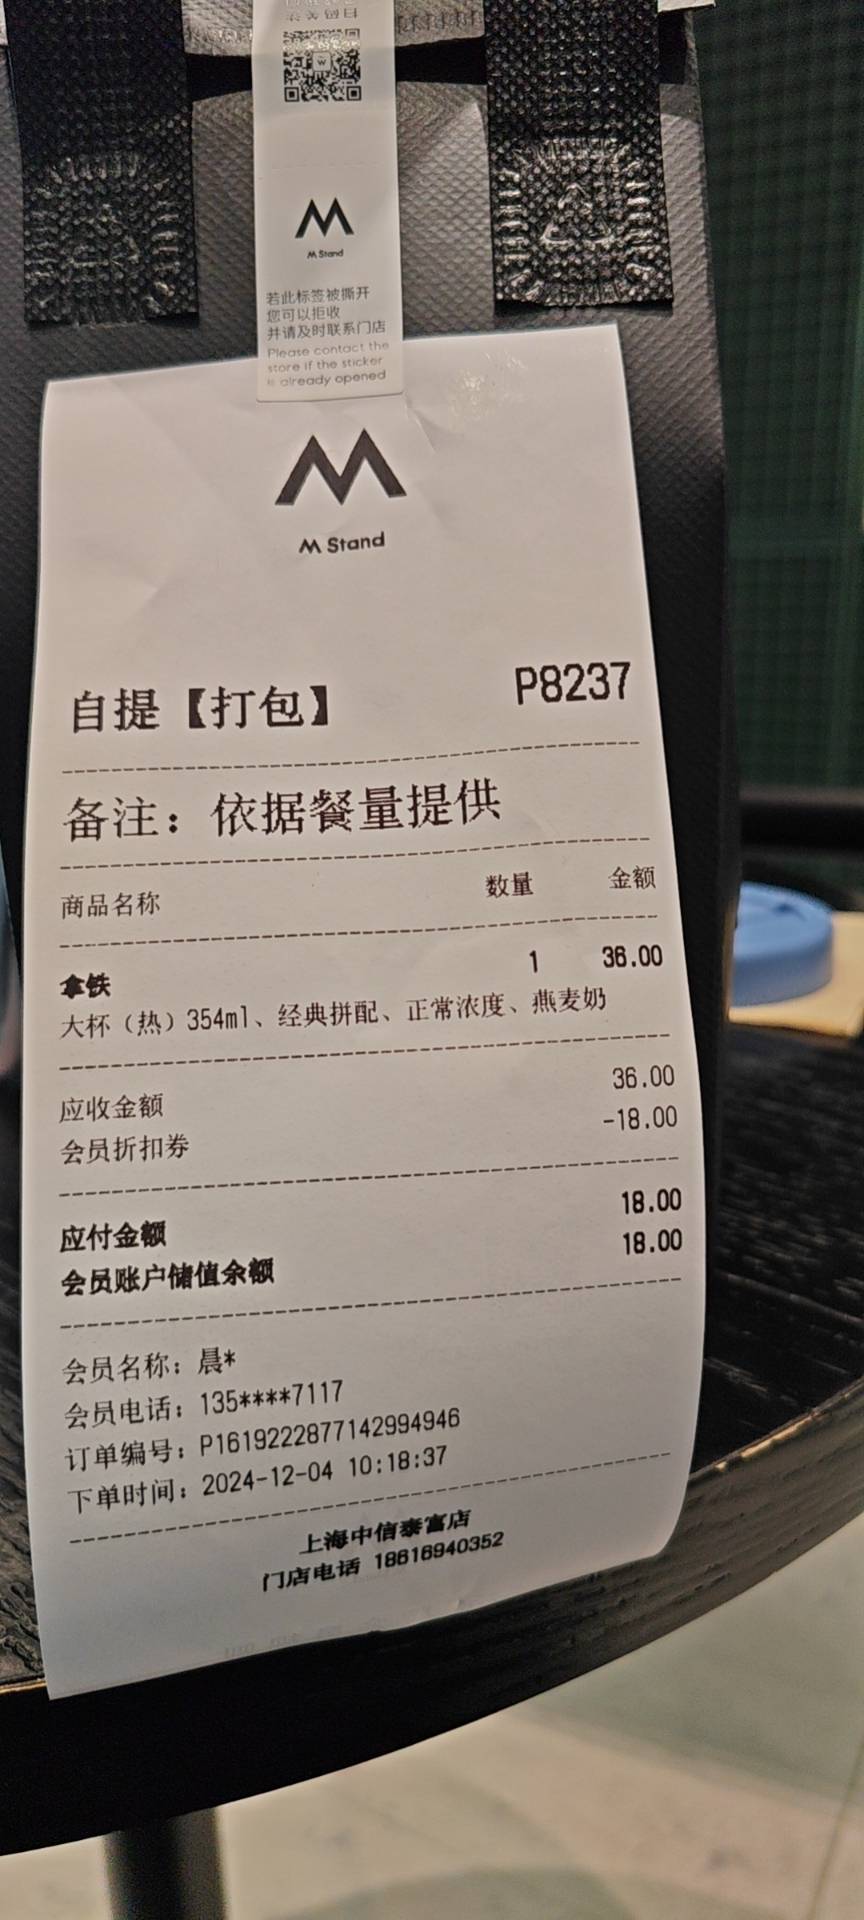 M Stand
若此标签被撕开
您可以拒收
并请及时联系门店
Please contact the
store if the sticker
is already opened
M Stand
自提【打包】 P8237
备注：依据餐量提供
商品名称 数量 金额
拿铁 1 36.00
大杯（热）354ml、经典拼配、正常浓度、燕麦奶
应收金额 36.00
会员折扣券 -18.00
应付金额 18.00
会员账户储值余额 18.00
会员名称：晨*
会员电话：135****7117
订单编号：P1619222877142994946
下单时间：2024-12-04 10:18:37
上海中信泰富店
门店电话 18616940352